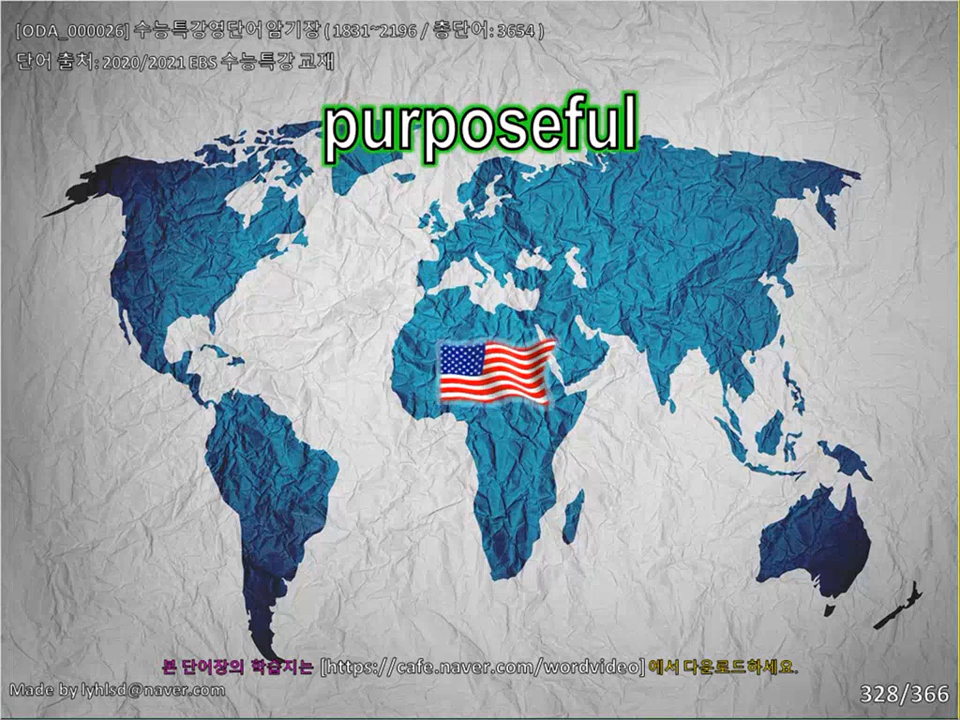 [ODA_000026] 수능특강영단어 암기장 ( 1831~2196 / 총단어: 3654 )
단어 출처: 2020/2021 EBS 수능특강 교재
purposeful
본 단어장의 학습지는 [https://cafe.naver.com/wordvideo] 에서 다운로드하세요.
Made by lyhlsd@naver.com
328/366